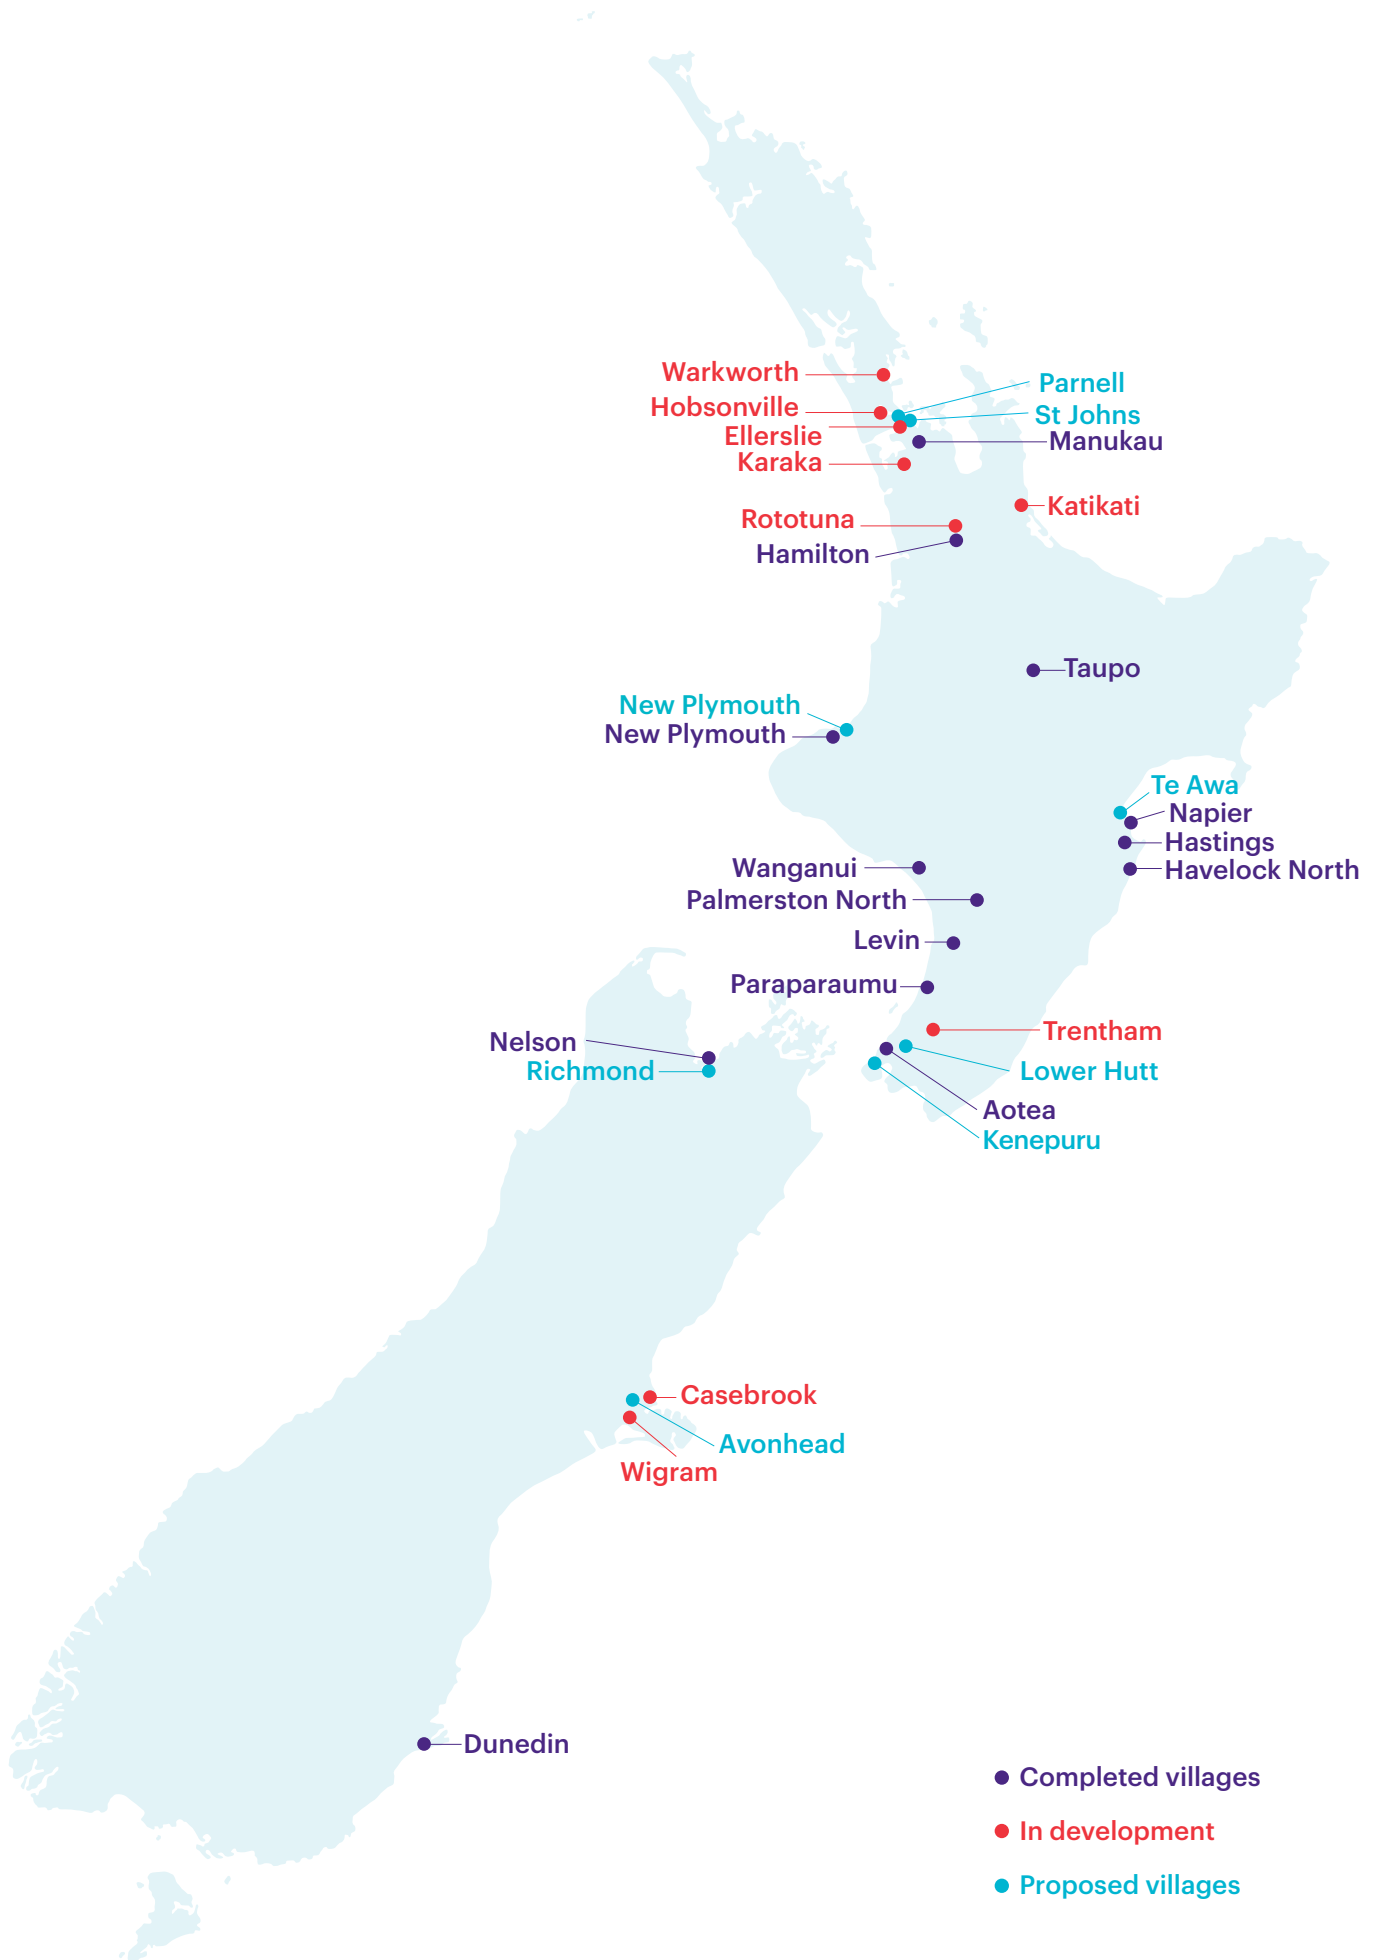 Warkworth
Parnell
Hobsonville
St Johns
Ellerslie
Manukau
Karaka
Katikati
Rototuna
Hamilton
Taupo
New Plymouth
New Plymouth
Te Awa
Napier
Hastings
Havelock North
Wanganui
Palmerston North
Levin
Paraparaumu
Trentham
Nelson
Richmond
Lower Hutt
Aotea
Kenepuru
Casebrook
Avonhead
Wigram
Dunedin
Completed villages
In development
Proposed villages